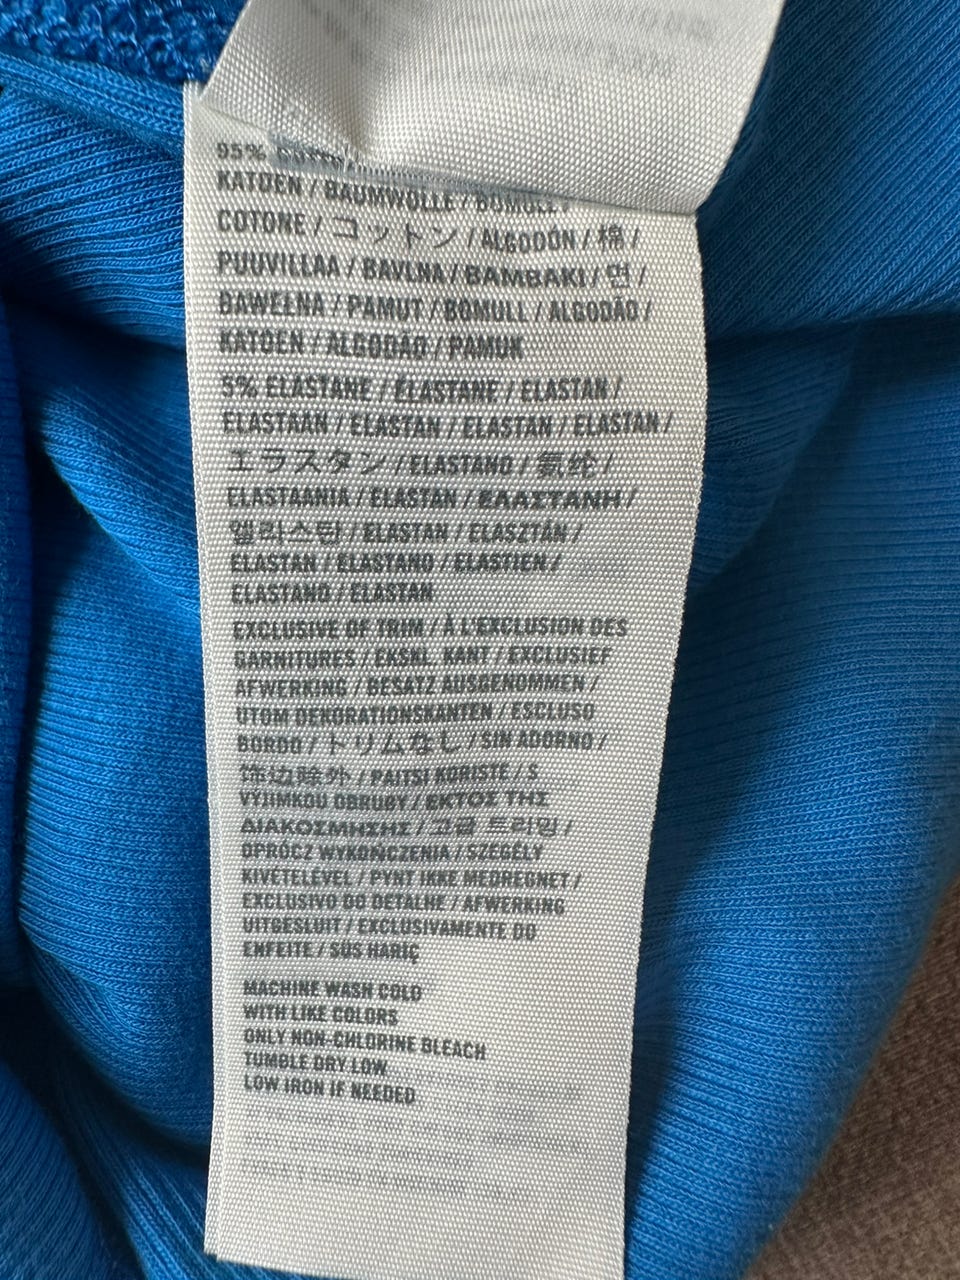 95%
KATOEN / BAUMWOLLE / BOMULL /
COTONE / コットン / ALGODÓN / 棉 /
PUUVILLAA / BAVLNA / BAMBAKI / 면 /
BAWEŁNA / PAMUT / BOMULL / ALGODÃO /
KATOEN / ALGODÃO / PAMUK
5% ELASTANE / ÉLASTANE / ELASTAN /
ELASTAAN / ELASTAN / ELASTAN / ELASTAN /
エラスタン / ELASTANO / 氨纶 /
ELASTAANIA / ELASTAN / ΕΛΑΣΤΑΝΗ /
엘리스틴 / ELASTAN / ELASZTÁN /
ELASTAN / ELASTANO / ELASTIEN /
ELASTANO / ELASTAN
EXCLUSIVE OF TRIM / À L'EXCLUSION DES
GARNITURES / EKSKL. KANT / EXCLUSIEF
AFWERKING / BESATZ AUSGENOMMEN /
UTOM DEKORATIONSKANTEN / ESCLUSO
BORDO / トリムなし / SIN ADORNO /
饰边除外 / PAITSI KORISTE / S
VÝJIMKOU OBRUBY / ΕΚΤΟΣ ΤΗΣ
ΔΙΑΚΟΣΜΗΣΗΣ / 고급 트리밍 /
OPRÓCZ WYKOŃCZENIA / SZEGÉLY
KIVÉTELÉVEL / PYNT IKKE MEDREGNET /
EXCLUSIVO DO DETALHE / AFWERKING
UITGESLUIT / EXCLUSIVAMENTE DO
ENFEITE / SÜS HARİÇ
MACHINE WASH COLD
WITH LIKE COLORS
ONLY NON-CHLORINE BLEACH
TUMBLE DRY LOW
LOW IRON IF NEEDED